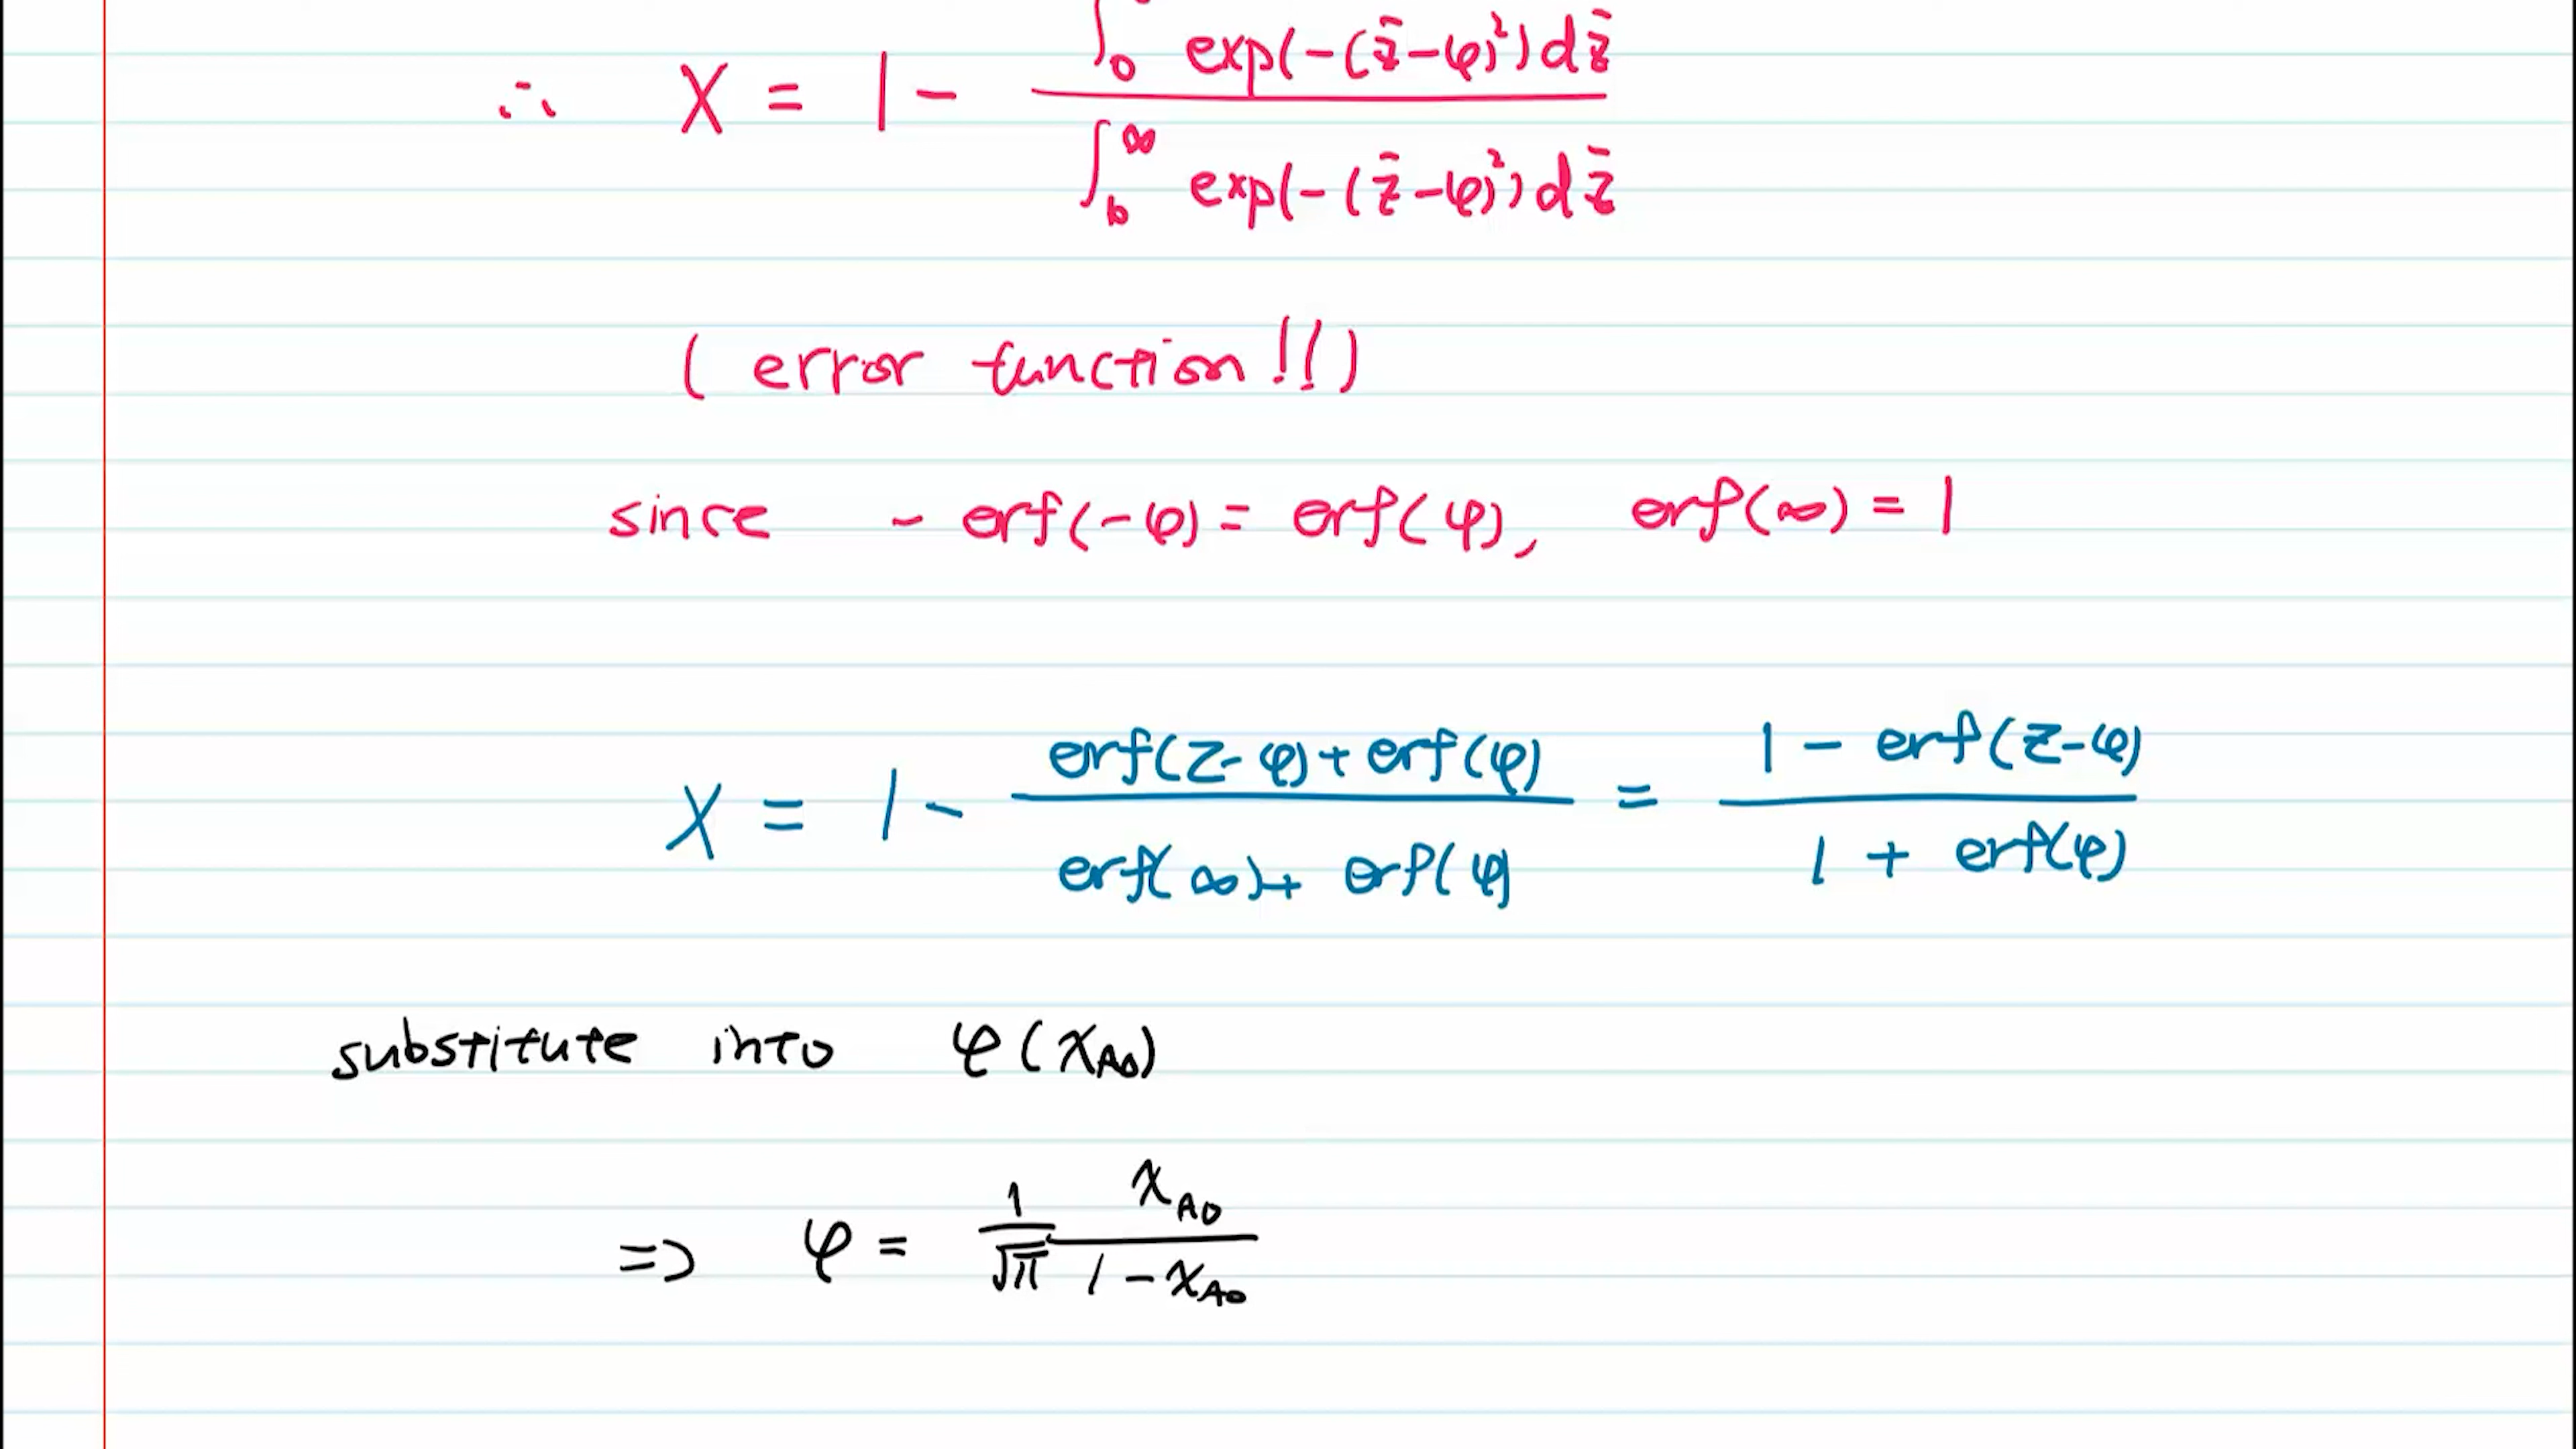 ∴ X = 1 - ∫₀ exp(-(z̄-φ)²)dz̄ / ∫₀^∞ exp(-(z̄-φ)²)dz̄
( error function!!)
since - erf(-φ) = erf(φ), erf(∞) = 1
X = 1 - (erf(z-φ)+erf(φ)) / (erf(∞)+ erf(φ)) = (1 - erf(z-φ)) / (1 + erf(φ))
substitute into φ(x_A0)
=> φ = 1/√π x_A0 / (1-x_A0)